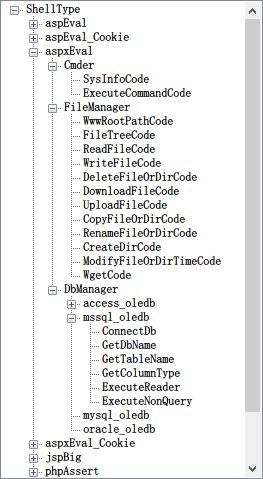 ShellType
aspEval
aspEval_Cookie
aspxEval
Cmder
SysInfoCode
ExecuteCommandCode
FileManager
WwwRootPathCode
FileTreeCode
ReadFileCode
WriteFileCode
DeleteFileOrDirCode
DownloadFileCode
UploadFileCode
CopyFileOrDirCode
RenameFileOrDirCode
CreateDirCode
ModifyFileOrDirTimeCode
WgetCode
DbManager
access_oledb
mssql_oledb
ConnectDb
GetDbName
GetTableName
GetColumnType
ExecuteReader
ExecuteNonQuery
mysql_oledb
oracle_oledb
aspxEval_Cookie
jspBig
phpAssert